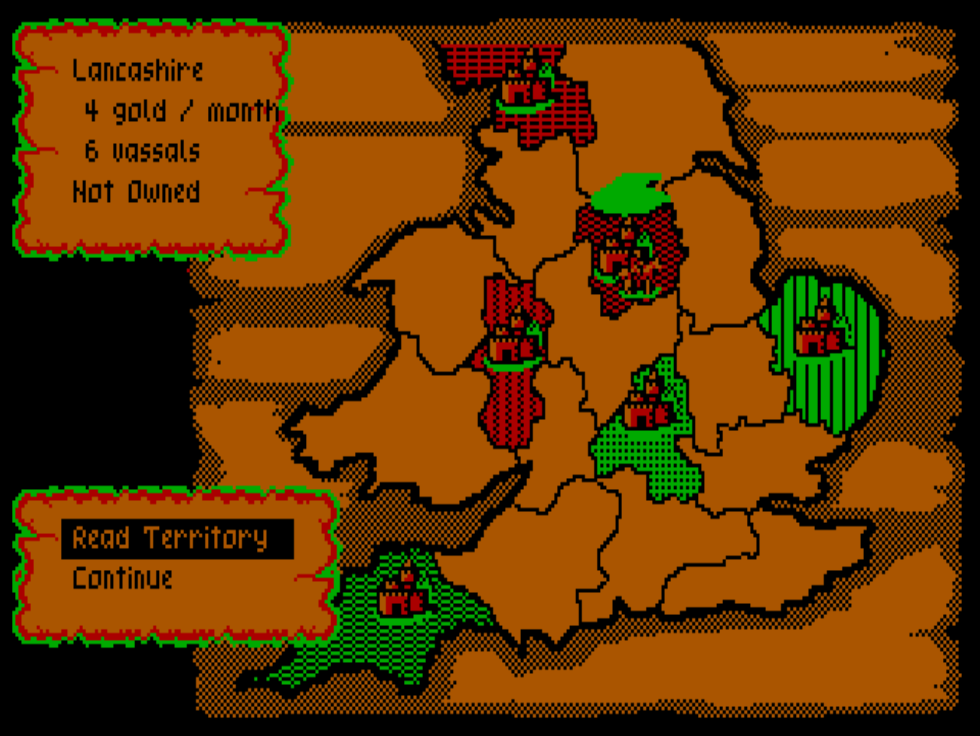 Lancashire
4 gold / month
6 vassals
Not Owned
Read Territory
Continue